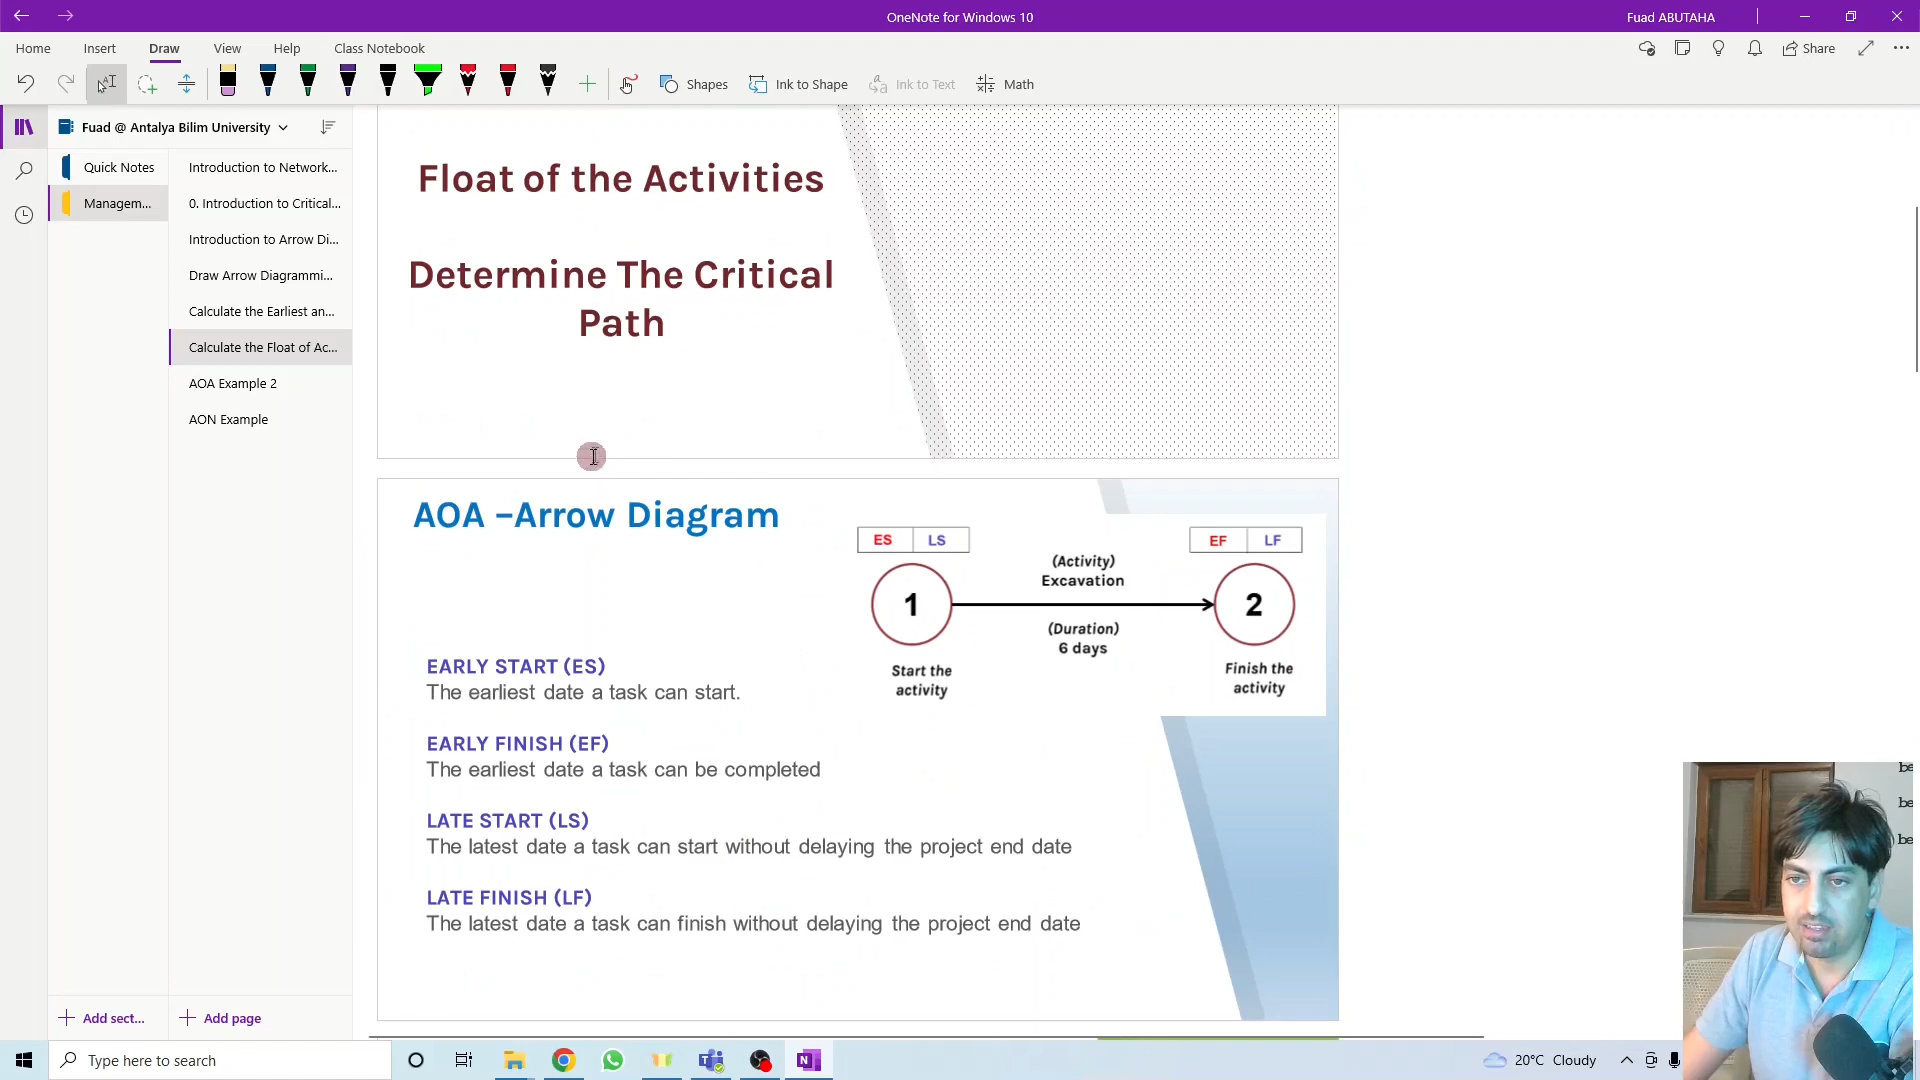 OneNote for Windows 10
Fuad ABUTAHA
Home Insert Draw View Help Class Notebook
Share
Shapes Ink to Shape Ink to Text Math
Fuad @ Antalya Bilim University
Quick Notes
Managem...
Introduction to Network...
0. Introduction to Critical...
Introduction to Arrow Di...
Draw Arrow Diagrammi...
Calculate the Earliest an...
Calculate the Float of Ac...
AOA Example 2
AON Example
Add sect...
Add page
Float of the Activities
Determine The Critical
Path
AOA –Arrow Diagram
ES LS
EF LF
(Activity)
Excavation
1
2
(Duration)
6 days
Start the
activity
Finish the
activity
EARLY START (ES)
The earliest date a task can start.
EARLY FINISH (EF)
The earliest date a task can be completed
LATE START (LS)
The latest date a task can start without delaying the project end date
LATE FINISH (LF)
The latest date a task can finish without delaying the project end date
be
be
be
Type here to search
20°C Cloudy